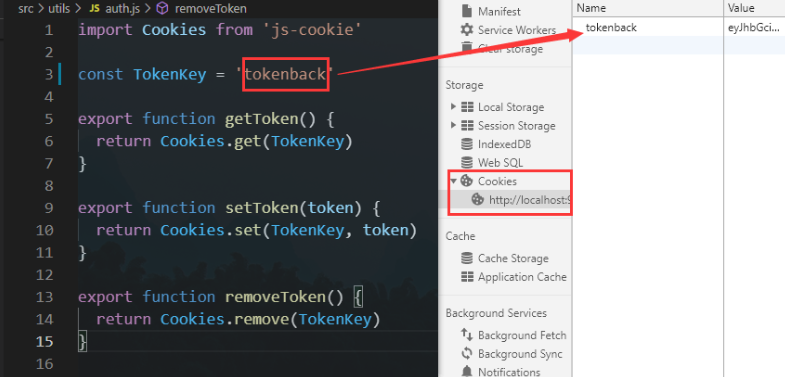 src > utils > JS auth.js > removeToken
1 import Cookies from 'js-cookie'
2
3 const TokenKey = 'tokenback'
4
5 export function getToken() {
6 return Cookies.get(TokenKey)
7 }
8
9 export function setToken(token) {
10 return Cookies.set(TokenKey, token)
11 }
12
13 export function removeToken() {
14 return Cookies.remove(TokenKey)
15 }
16
Manifest
Service Workers
Clear storage
Storage
Local Storage
Session Storage
IndexedDB
Web SQL
Cookies
http://localhost:9
Cache
Cache Storage
Application Cache
Background Services
Background Fetch
Background Sync
Notifications
Name Value
tokenback eyJhbGci...